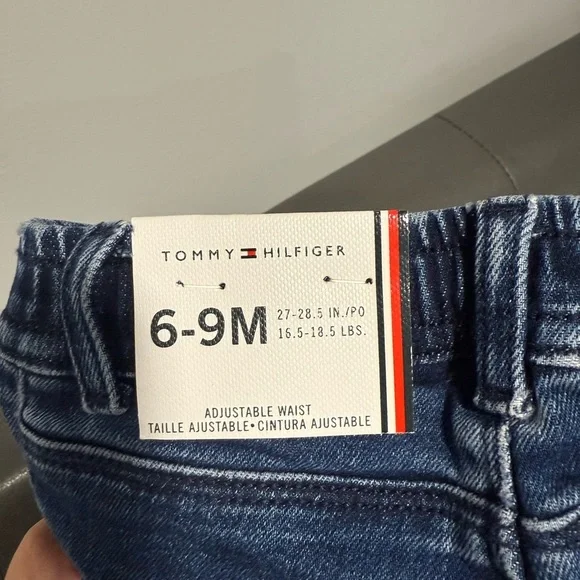 TOMMY HILFIGER
6-9M
27-28.5 IN./PO
16.5-18.5 LBS.
ADJUSTABLE WAIST
TAILLE AJUSTABLE• CINTURA AJUSTABLE